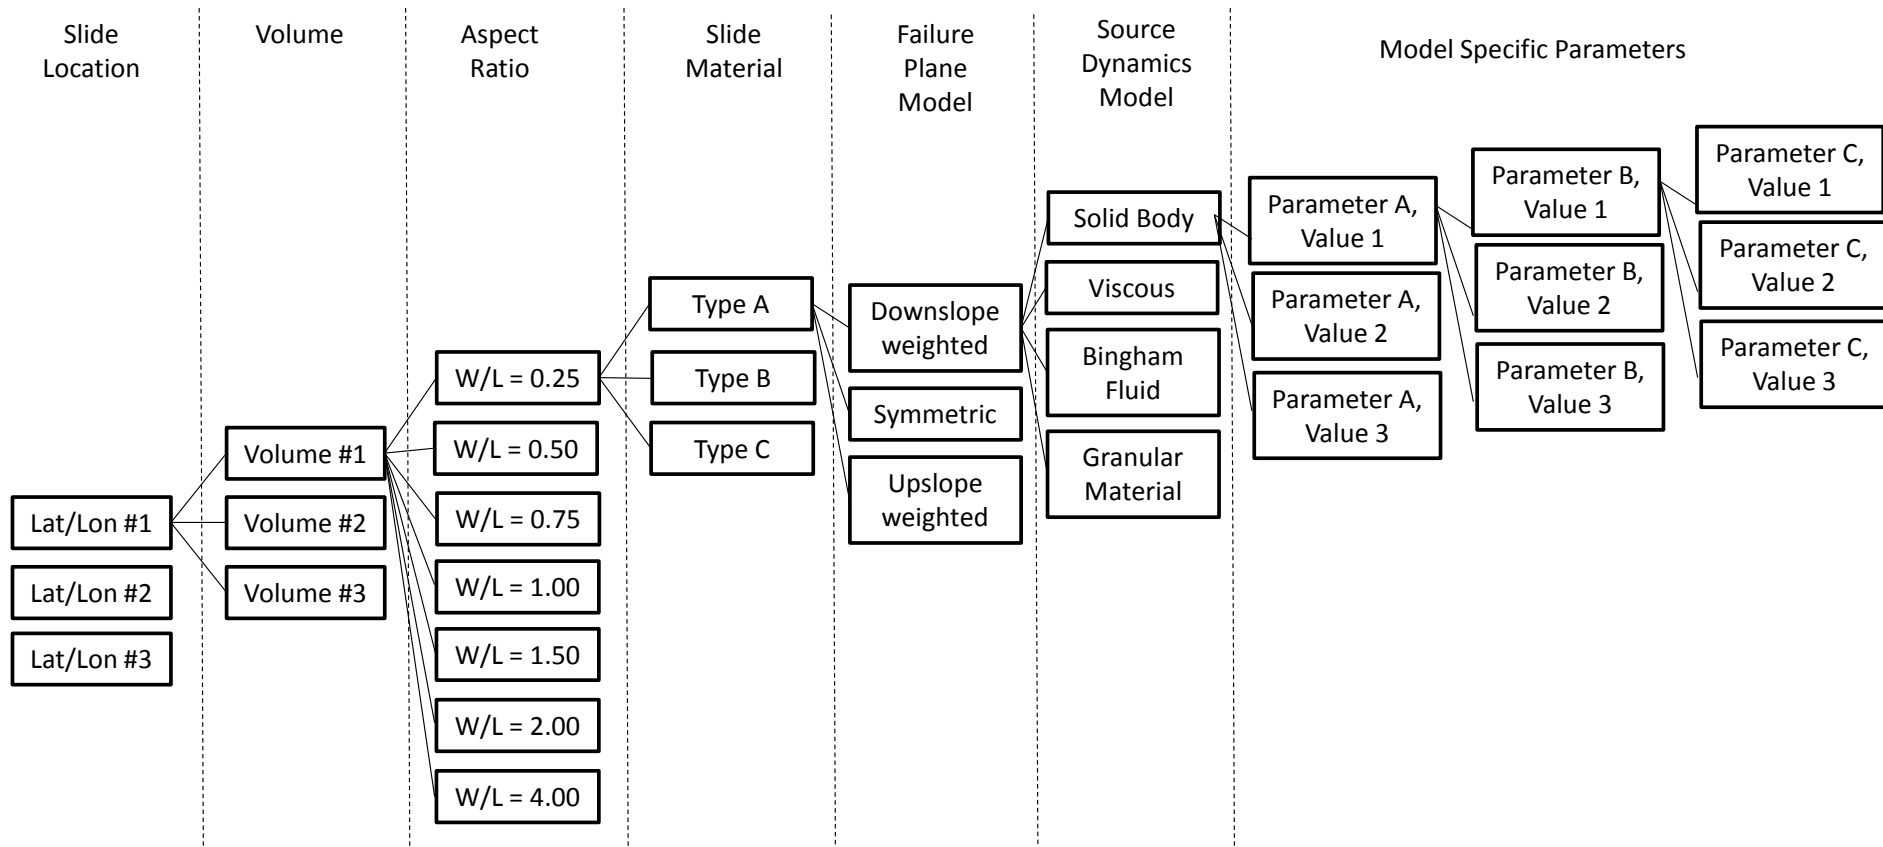 Slide
Location
Volume
Aspect
Ratio
Slide
Material
Failure
Plane
Model
Source
Dynamics
Model
Model Specific Parameters
Lat/Lon #1
Lat/Lon #2
Lat/Lon #3
Volume #1
Volume #2
Volume #3
W/L = 0.25
W/L = 0.50
W/L = 0.75
W/L = 1.00
W/L = 1.50
W/L = 2.00
W/L = 4.00
Type A
Type B
Type C
Downslope
weighted
Symmetric
Upslope
weighted
Solid Body
Viscous
Bingham
Fluid
Granular
Material
Parameter A,
Value 1
Parameter A,
Value 2
Parameter A,
Value 3
Parameter B,
Value 1
Parameter B,
Value 2
Parameter B,
Value 3
Parameter C,
Value 1
Parameter C,
Value 2
Parameter C,
Value 3